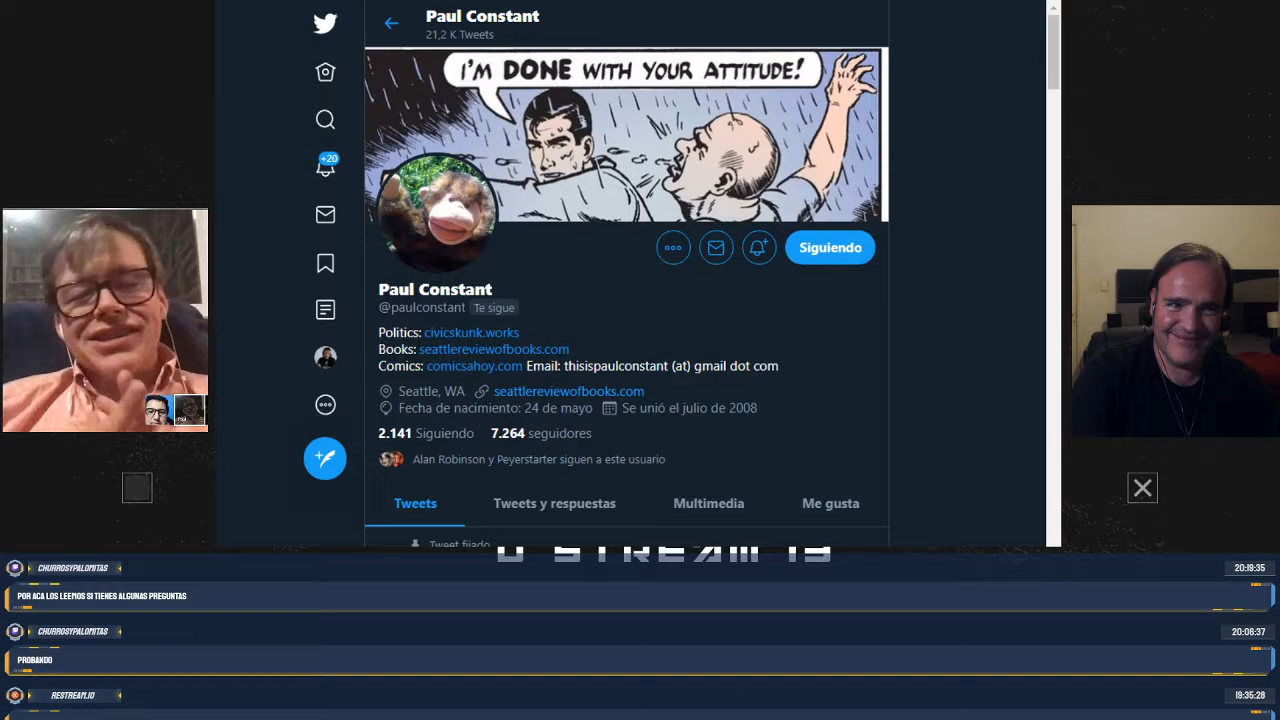 Paul Constant
21,2 K Tweets
I'M DONE WITH YOUR ATTITUDE!
+20
Siguiendo
Paul Constant
@paulconstant Te sigue
Politics: civicskunk.works
Books: seattlereviewofbooks.com
Comics: comicsahoy.com Email: thisispaulconstant (at) gmail dot com
Seattle, WA seattlereviewofbooks.com
Fecha de nacimiento: 24 de mayo Se unió el julio de 2008
2.141 Siguiendo 7.264 seguidores
Alan Robinson y Peyerstarter siguen a este usuario
Tweets Tweets y respuestas Multimedia Me gusta
Tweet fijado
CHURROSYPALOMITAS 20:19:35
POR ACA LOS LEEMOS SI TIENES ALGUNAS PREGUNTAS
CHURROSYPALOMITAS 20:06:37
PROBANDO
RESTREAM.IO 19:35:28